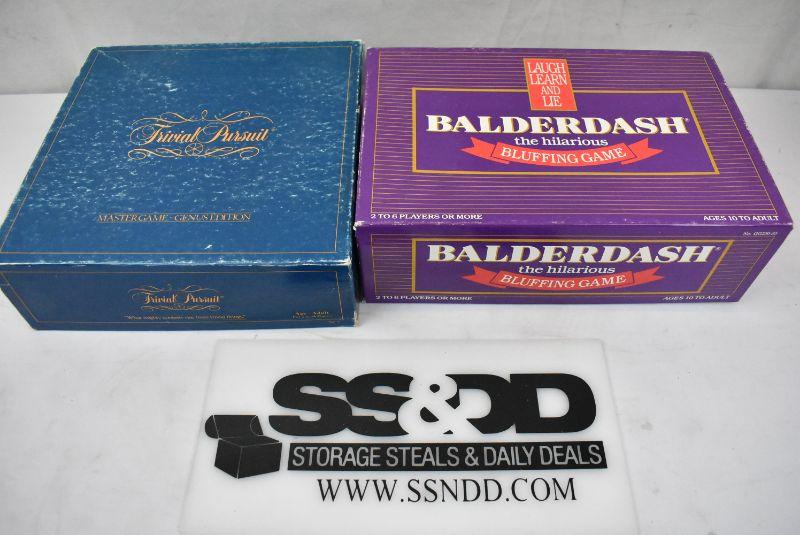 Trivial Pursuit
MASTER GAME - GENUS EDITION
Trivial Pursuit
LAUGH
LEARN
AND
LIE
BALDERDASH®
the hilarious
BLUFFING GAME
2 TO 6 PLAYERS OR MORE
AGES 10 TO ADULT
BALDERDASH®
the hilarious
BLUFFING GAME
2 TO 6 PLAYERS OR MORE
AGES 10 TO ADULT
SS&DD
STORAGE STEALS & DAILY DEALS
WWW.SSNDD.COM